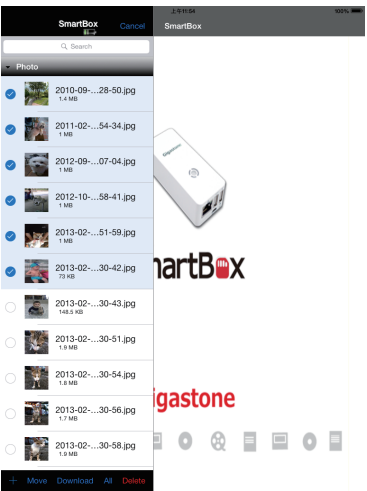 上午11:54
100%
SmartBox
Cancel
SmartBox
Search
Photo
2010-09-...28-50.jpg
1.4 MB
2011-02-...54-34.jpg
1 MB
2012-09-...07-04.jpg
1 MB
2012-10-...58-41.jpg
1 MB
2013-02-...51-59.jpg
1 MB
2013-02-...30-42.jpg
73 KB
2013-02-...30-43.jpg
148.5 KB
2013-02-...30-51.jpg
1.9 MB
2013-02-...30-54.jpg
1.8 MB
2013-02-...30-56.jpg
1.7 MB
2013-02-...30-58.jpg
1.9 MB
+ Move Download All Delete
Gigastone
nartBox
igastone